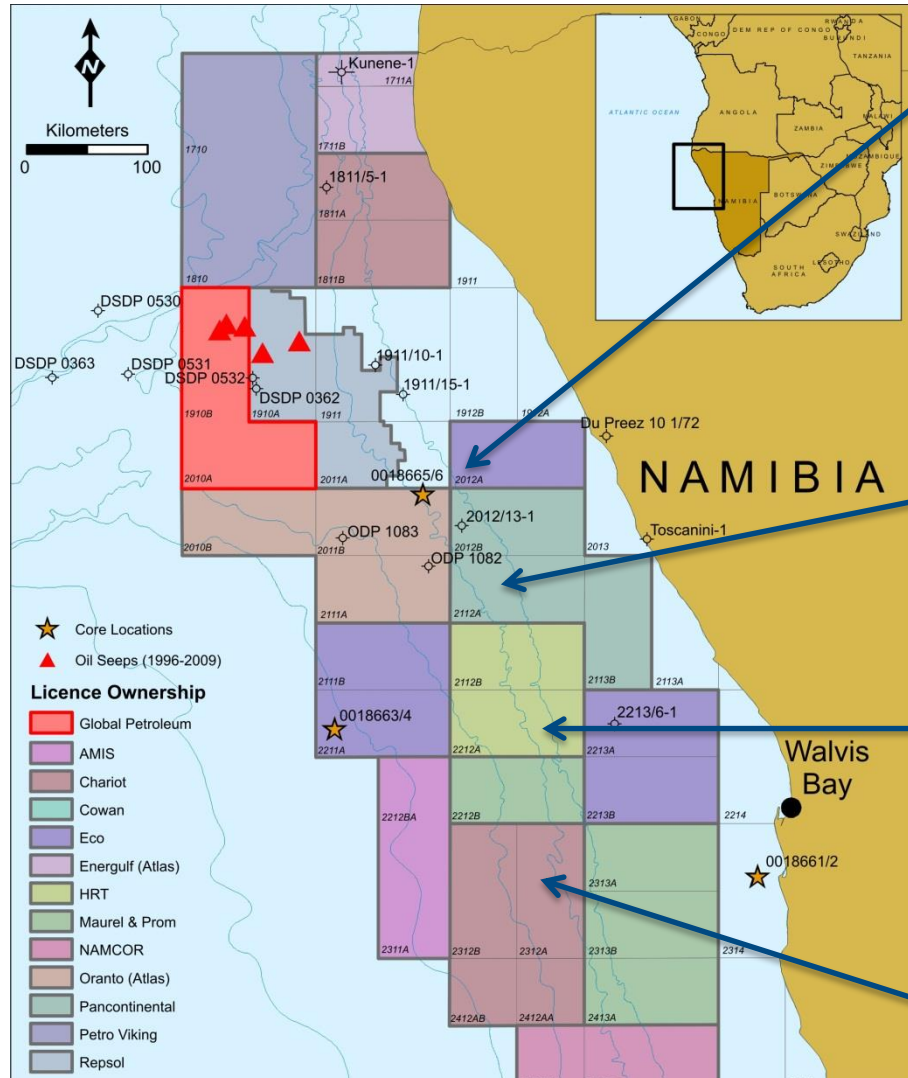 N
Kilometers
0 100
Kunene-1
1711A
1710
1711B
1811/5-1
1811A
1810
1811B
1911
DSDP 0530
DSDP 0363
DSDP 0531
DSDP 0532
DSDP 0362
1911/10-1
1911/15-1
1910B
1910A
1911
1912B
1912A
Du Preez 10 1/72
2010A
2011A
2012A
NAMIBIA
0018665/6
2012/13-1
2010B
2011B
ODP 1083
2012B
2013
Toscanini-1
ODP 1082
2111A
2112A
2111B
2112B
2113B
2113A
0018663/4
2213/6-1
2211A
2212A
2213A
Walvis
Bay
2212BA
2212B
2213B
2214
0018661/2
2313A
2311A
2312B
2312A
2313B
2314
2412AB
2412AA
2413A
Core Locations
Oil Seeps (1996-2009)
Licence Ownership
Global Petroleum
AMIS
Chariot
Cowan
Eco
Energulf (Atlas)
HRT
Maurel & Prom
NAMCOR
Oranto (Atlas)
Pancontinental
Petro Viking
Repsol
GABON
CONGO
DEM REP OF CONGO
RWANDA
BURUNDI
TANZANIA
ATLANTIC OCEAN
ANGOLA
MALAWI
ZAMBIA
MOZAMBIQUE
ZIMBABWE
NAMIBIA
BOTSWANA
SWAZILAND
SOUTH
AFRICA
LESOTHO